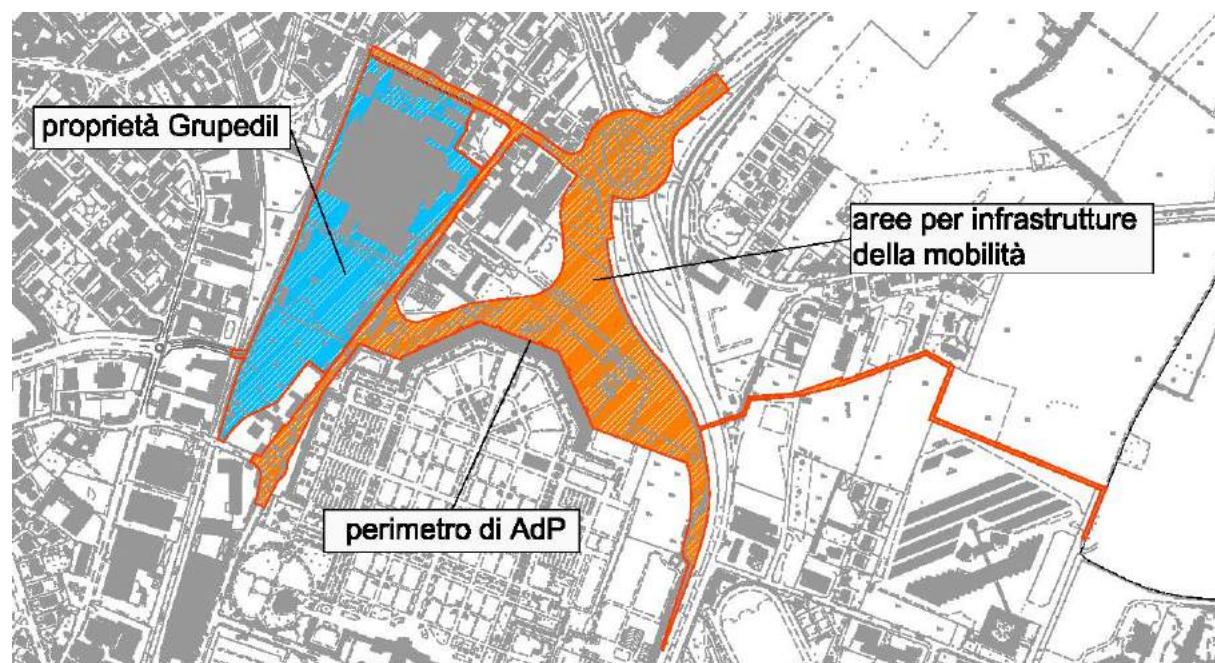 proprietà Grupedil
aree per infrastrutture
della mobilità
perimetro di AdP